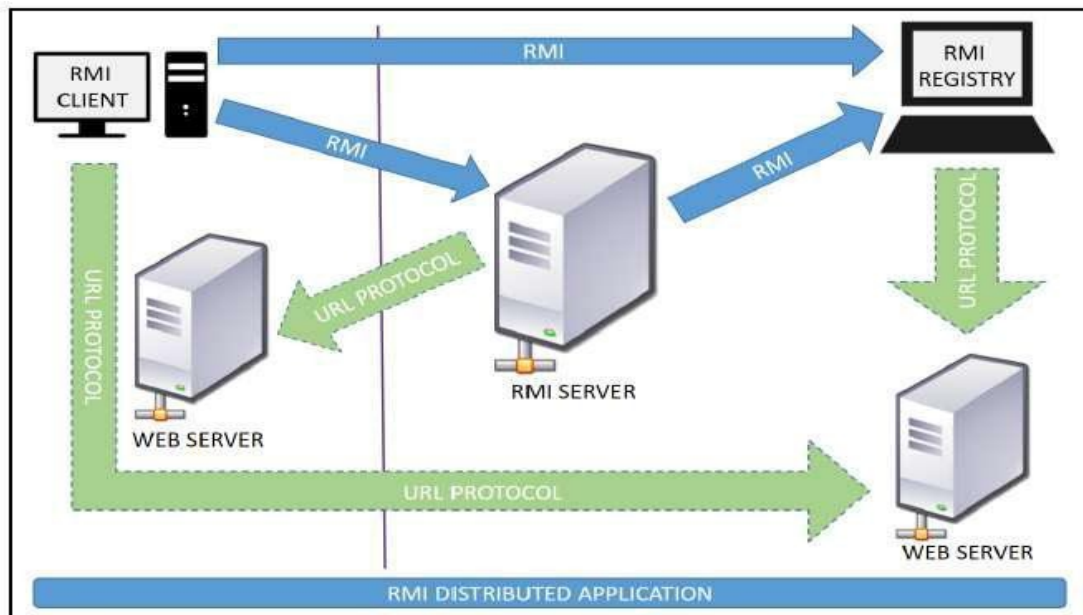 RMI
RMI
CLIENT
RMI
REGISTRY
RMI
RMI
URL PROTOCOL
URL PROTOCOL
URL PROTOCOL
RMI SERVER
WEB SERVER
URL PROTOCOL
WEB SERVER
RMI DISTRIBUTED APPLICATION